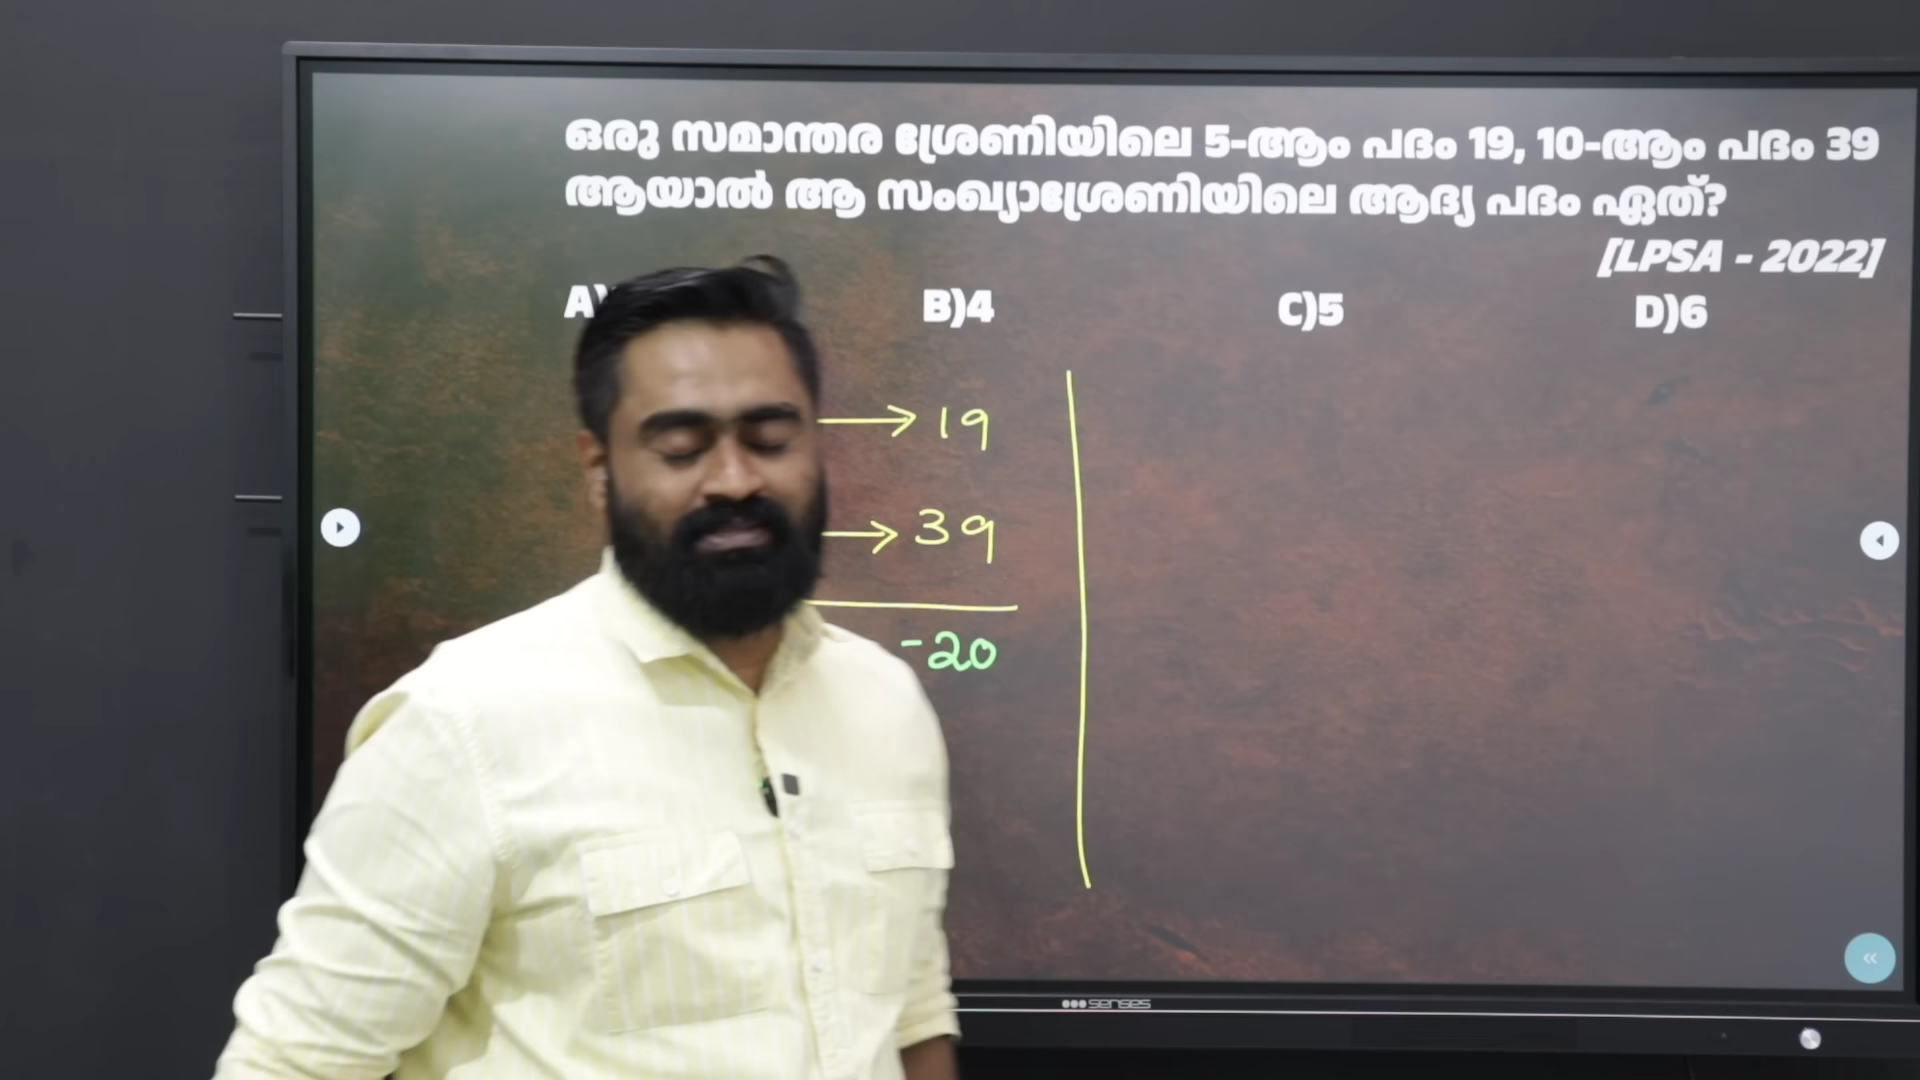 ഒരു സമാന്തര ശ്രേണിയിലെ 5-ആം പദം 19, 10-ആം പദം 39
ആയാൽ ആ സംഖ്യാശ്രേണിയിലെ ആദ്യ പദം ഏത്?
[LPSA - 2022]
A) B)4 C)5 D)6
→ 19
→ 39
-20
senses